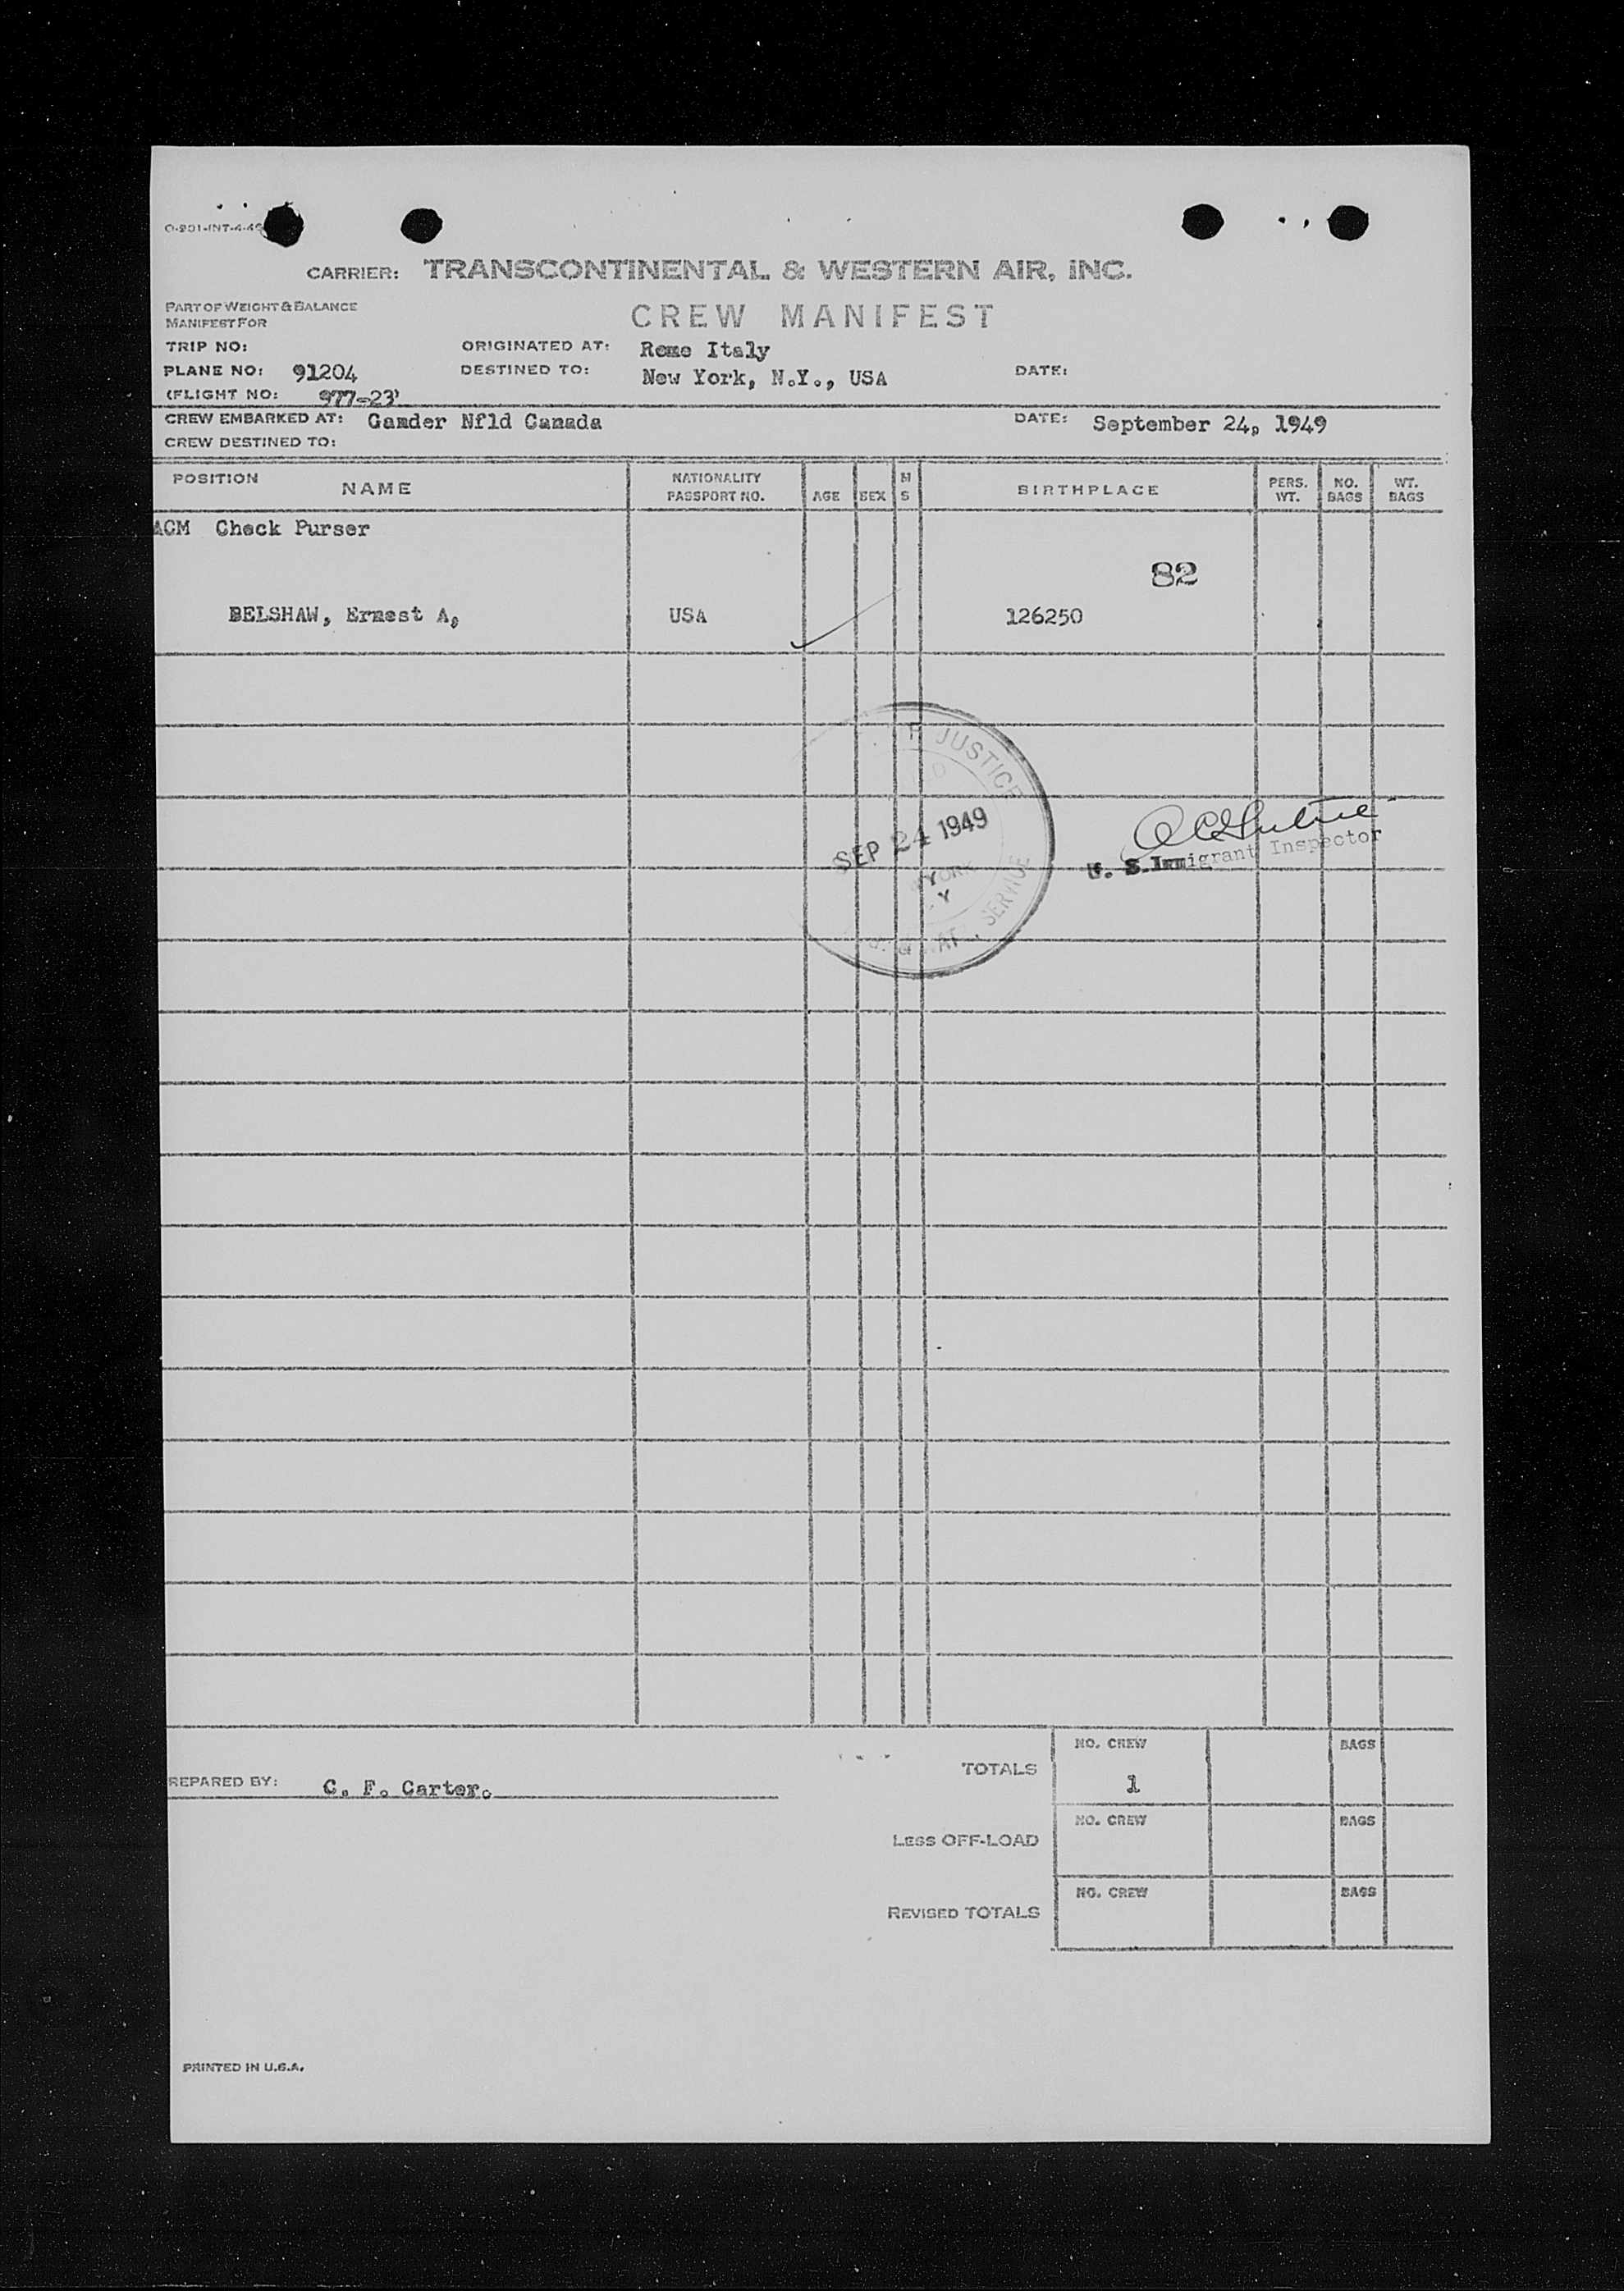 CARRIER: TRANSCONTINENTAL & WESTERN AIR, INC.
PART OF WEIGHT & BALANCE
MANIFEST FOR
CREW MANIFEST
TRIP NO:
ORIGINATED AT: Rome Italy
PLANE NO: 91204
DESTINED TO: New York, N.Y., USA
DATE:
(FLIGHT NO: 977-23)
CREW EMBARKED AT: Gander Nfld Canada
DATE: September 24, 1949
CREW DESTINED TO:
POSITION NAME NATIONALITY PASSPORT NO. AGE SEX M S BIRTHPLACE PERS. WT. NO. BAGS WT. BAGS
ACM Check Purser
82
BELSHAW, Ernest A, USA 126250
JUSTICE
SEP 24 1949
SERVICE
U. S. Immigrant Inspector
TOTALS NO. CREW 1 BAGS
REPARED BY: C. F. Carter.
LESS OFF-LOAD NO. CREW BAGS
REVISED TOTALS NO. CREW BAGS
PRINTED IN U.S.A.